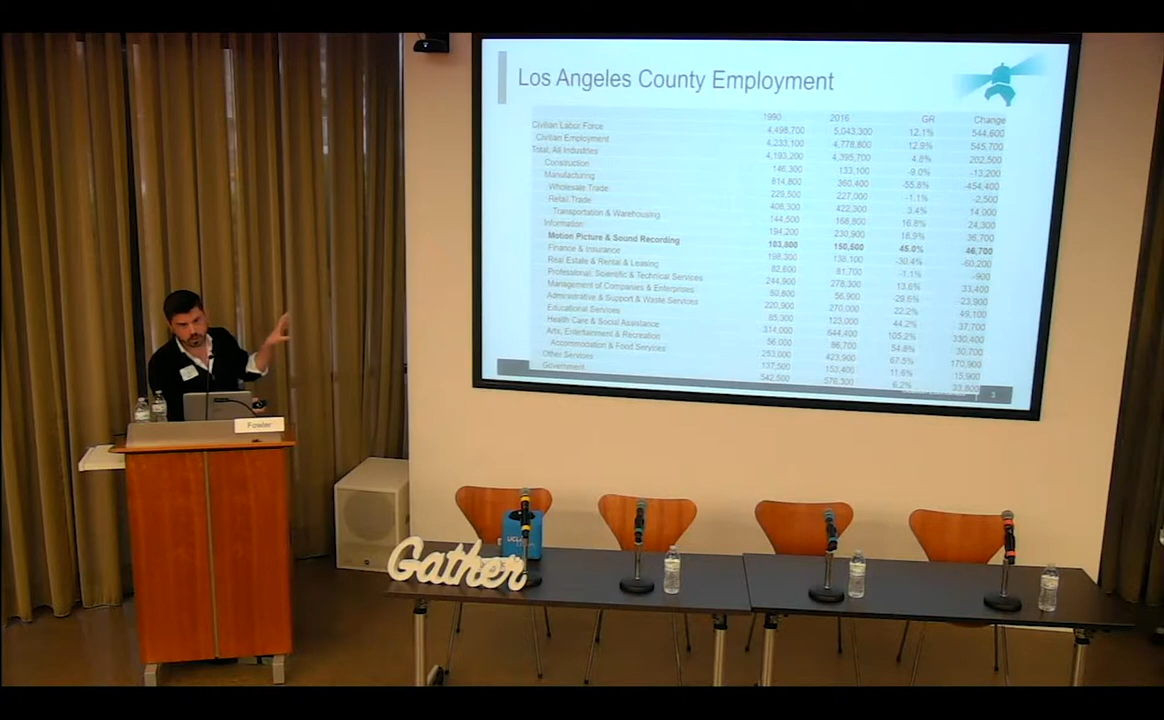 Los Angeles County Employment
1990 2016 GR Change
Civilian Labor Force 4,498,700 5,043,300 12.1% 544,600
Civilian Employment 4,233,100 4,778,800 12.9% 545,700
Total, All Industries 4,193,200 4,395,700 4.8% 202,500
Construction 146,300 133,100 -9.0% -13,200
Manufacturing 814,800 360,400 -55.8% -454,400
Wholesale Trade 229,500 227,000 -1.1% -2,500
Retail Trade 408,300 422,300 3.4% 14,000
Transportation & Warehousing 144,500 168,800 16.8% 24,300
Information 194,200 230,900 18.9% 36,700
Motion Picture & Sound Recording 103,800 150,500 45.0% 46,700
Finance & Insurance 198,300 138,100 -30.4% -60,200
Real Estate & Rental & Leasing 82,600 81,700 -1.1% -900
Professional, Scientific & Technical Services 244,900 278,300 13.6% 33,400
Management of Companies & Enterprises 80,800 56,900 -29.6% -23,900
Administrative & Support & Waste Services 220,900 270,000 22.2% 49,100
Educational Services 85,300 123,000 44.2% 37,700
Health Care & Social Assistance 314,000 644,400 105.2% 330,400
Arts, Entertainment & Recreation 56,000 86,700 54.8% 30,700
Accommodation & Food Services 253,000 423,900 67.5% 170,900
Other Services 137,500 153,400 11.6% 15,900
Government 542,500 576,300 6.2% 33,800
3
Fowler
UCLA
Gather